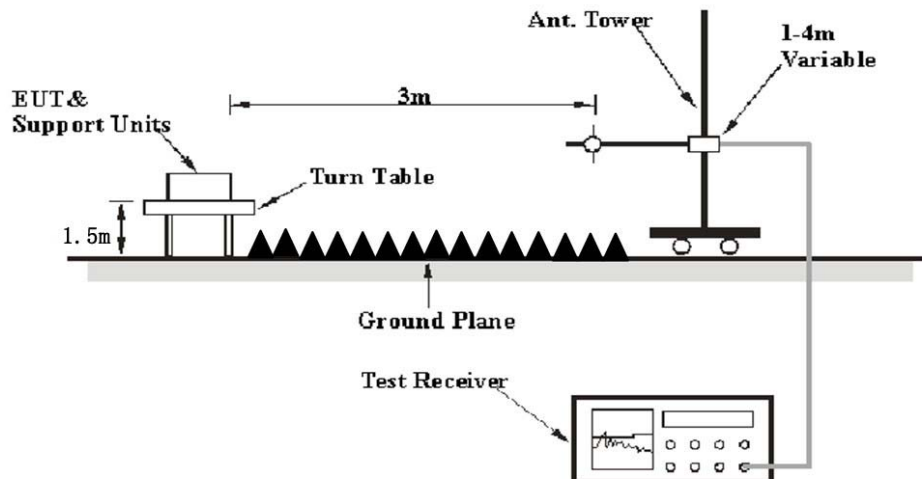 Ant. Tower
1-4m
Variable
EUT&
Support Units
3m
Turn Table
1.5m
Ground Plane
Test Receiver